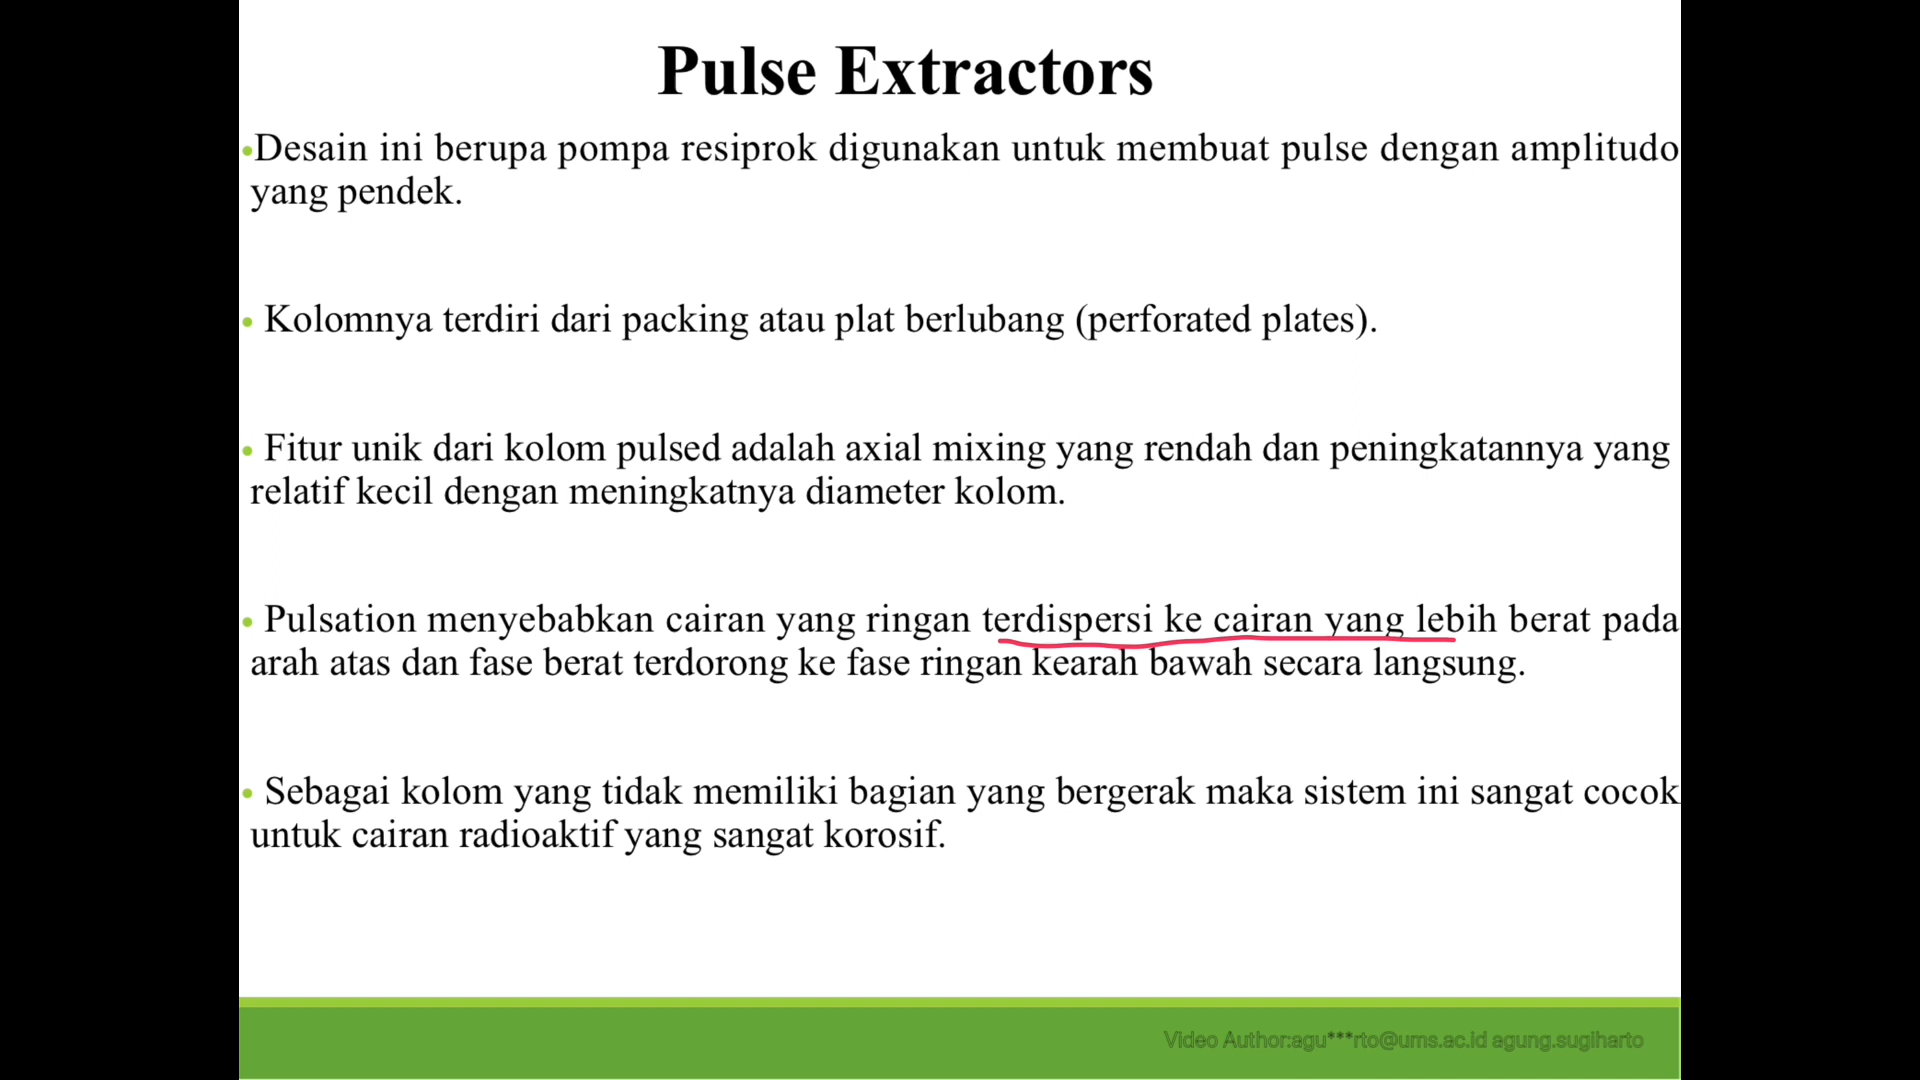 Pulse Extractors
•Desain ini berupa pompa resiprok digunakan untuk membuat pulse dengan amplitudo
yang pendek.
• Kolomnya terdiri dari packing atau plat berlubang (perforated plates).
• Fitur unik dari kolom pulsed adalah axial mixing yang rendah dan peningkatannya yang
relatif kecil dengan meningkatnya diameter kolom.
• Pulsation menyebabkan cairan yang ringan terdispersi ke cairan yang lebih berat pada
arah atas dan fase berat terdorong ke fase ringan kearah bawah secara langsung.
• Sebagai kolom yang tidak memiliki bagian yang bergerak maka sistem ini sangat cocok
untuk cairan radioaktif yang sangat korosif.
Video Author:agu***rto@ums.ac.id agung.sugiharto